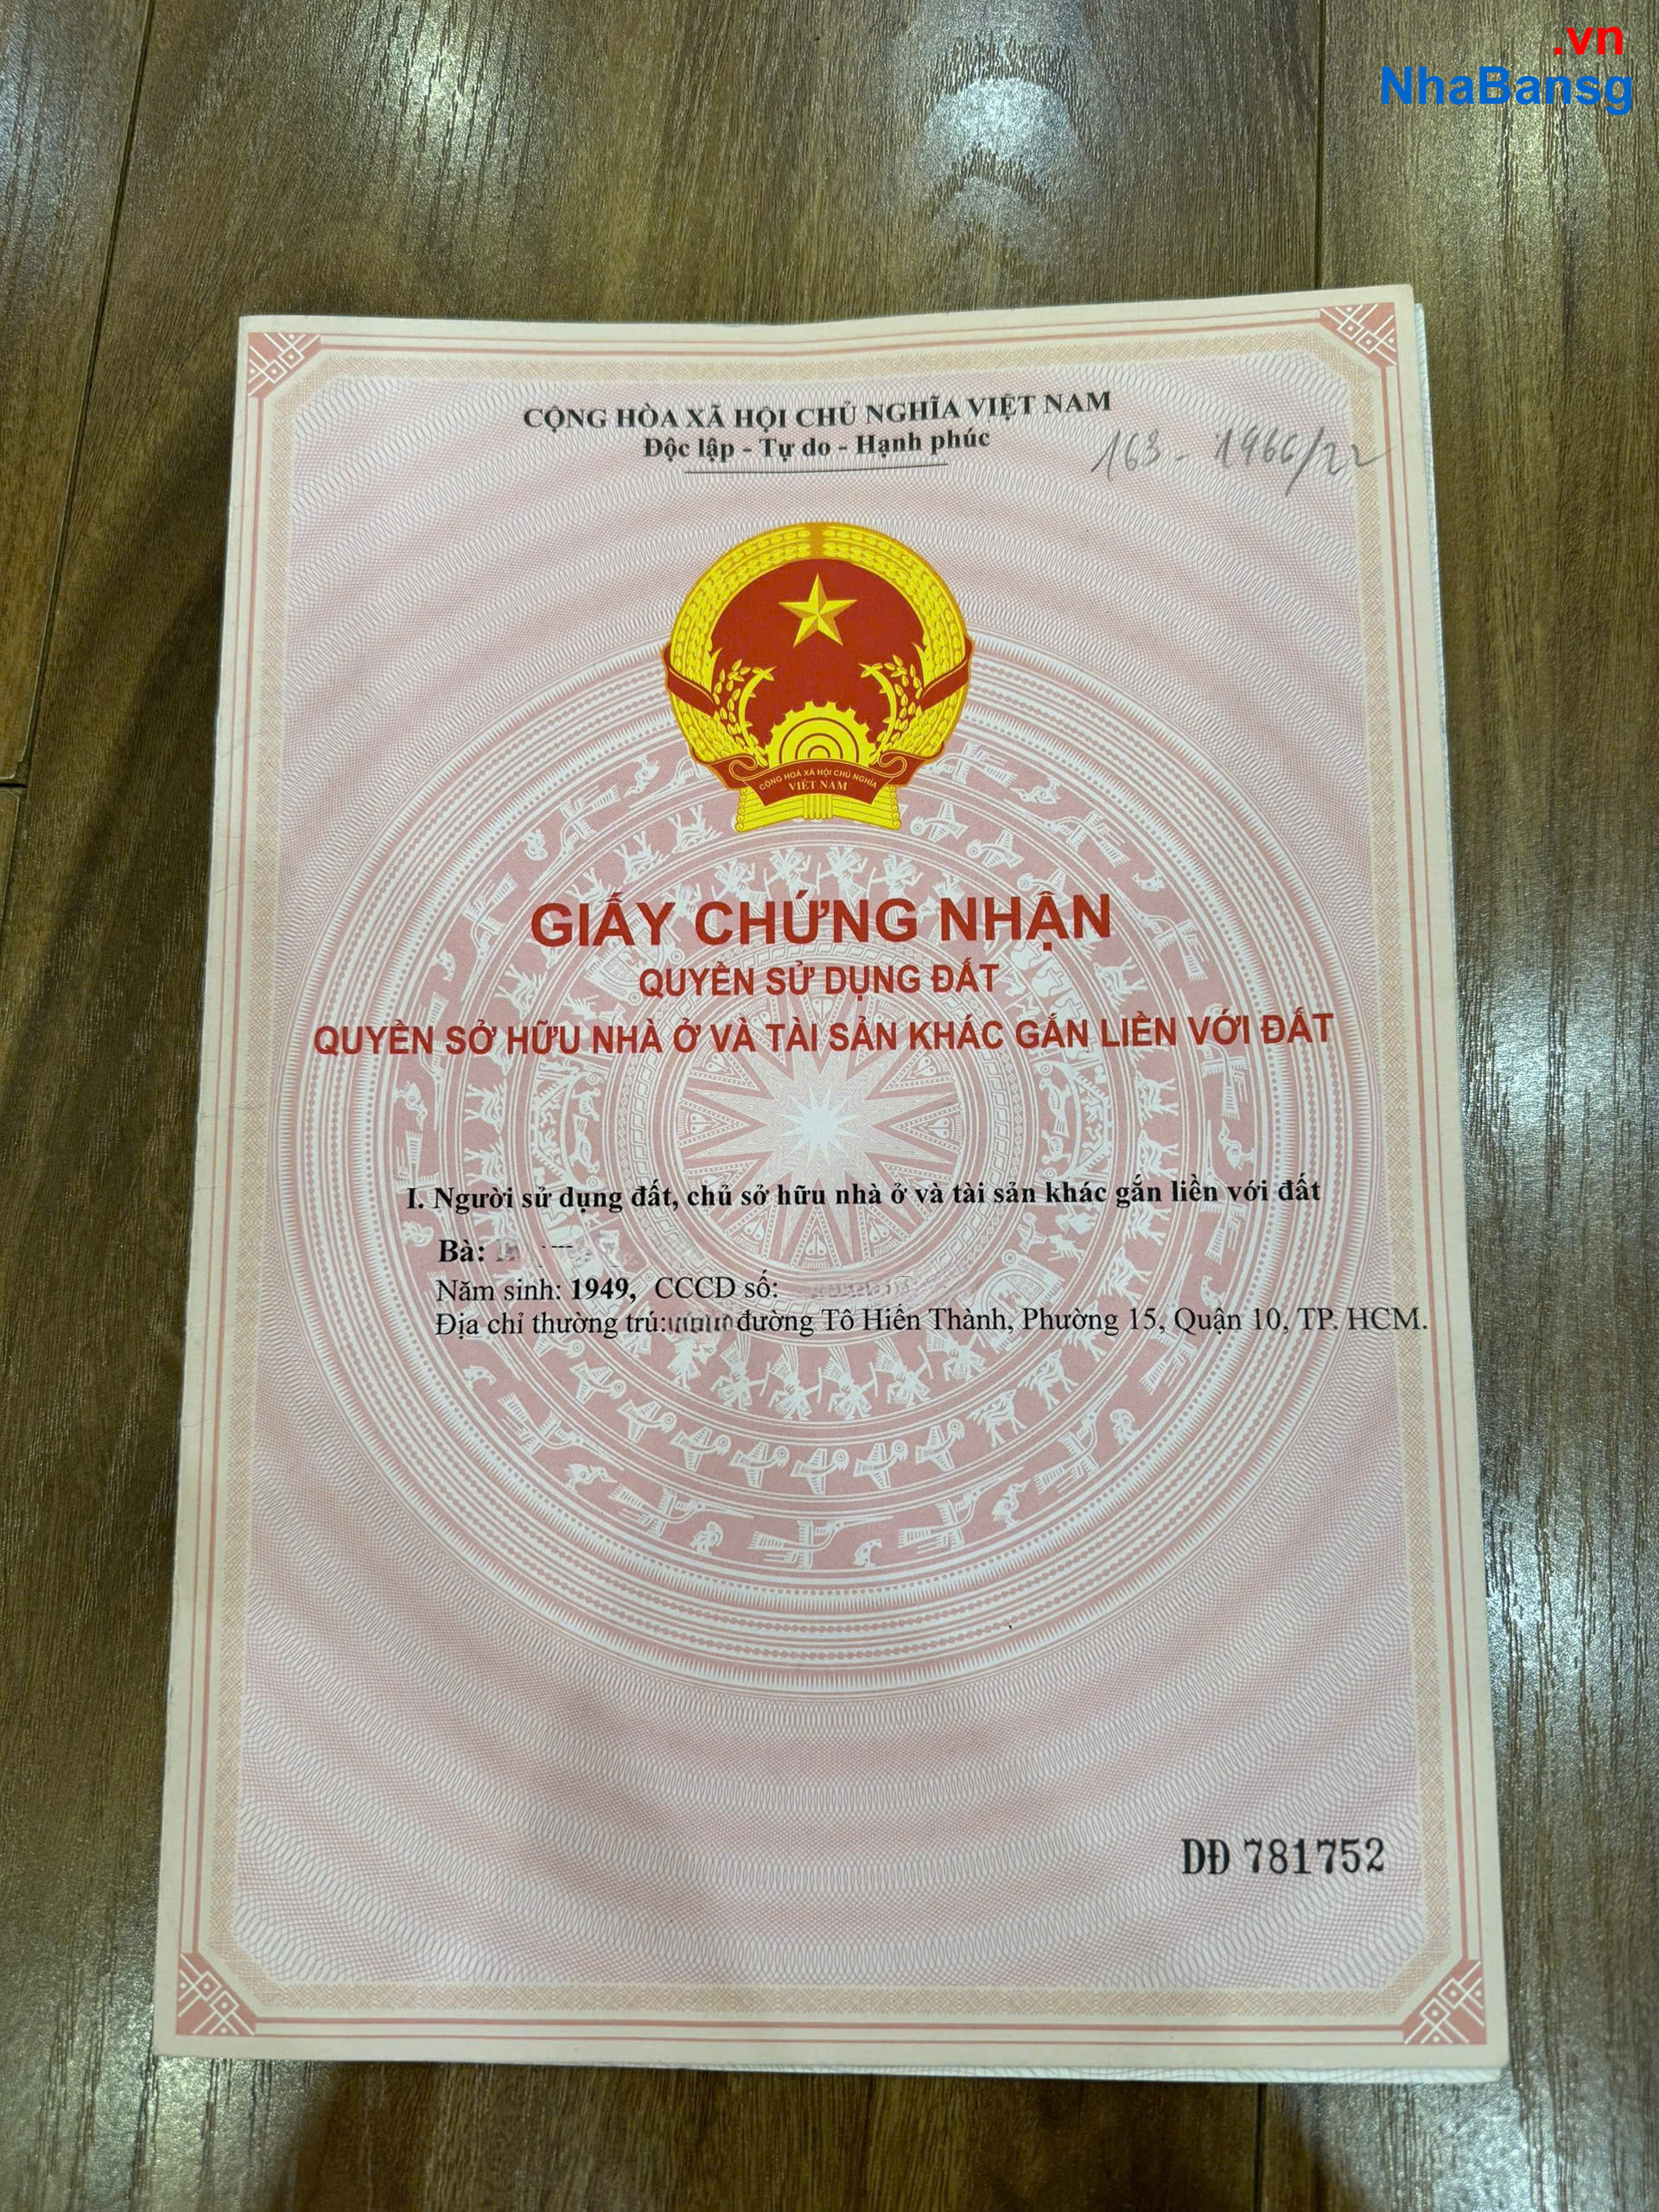 .vn
NhaBansg
CỘNG HÒA XÃ HỘI CHỦ NGHĨA VIỆT NAM
Độc lập - Tự do - Hạnh phúc
163 - 1966/22
CỘNG HOÀ XÃ HỘI CHỦ NGHĨA
VIỆT NAM
GIẤY CHỨNG NHẬN
QUYỀN SỬ DỤNG ĐẤT
QUYỀN SỞ HỮU NHÀ Ở VÀ TÀI SẢN KHÁC GẮN LIỀN VỚI ĐẤT
I. Người sử dụng đất, chủ sở hữu nhà ở và tài sản khác gắn liền với đất
Bà:
Năm sinh: 1949, CCCD số:
Địa chỉ thường trú: đường Tô Hiến Thành, Phường 15, Quận 10, TP. HCM.
DĐ 781752